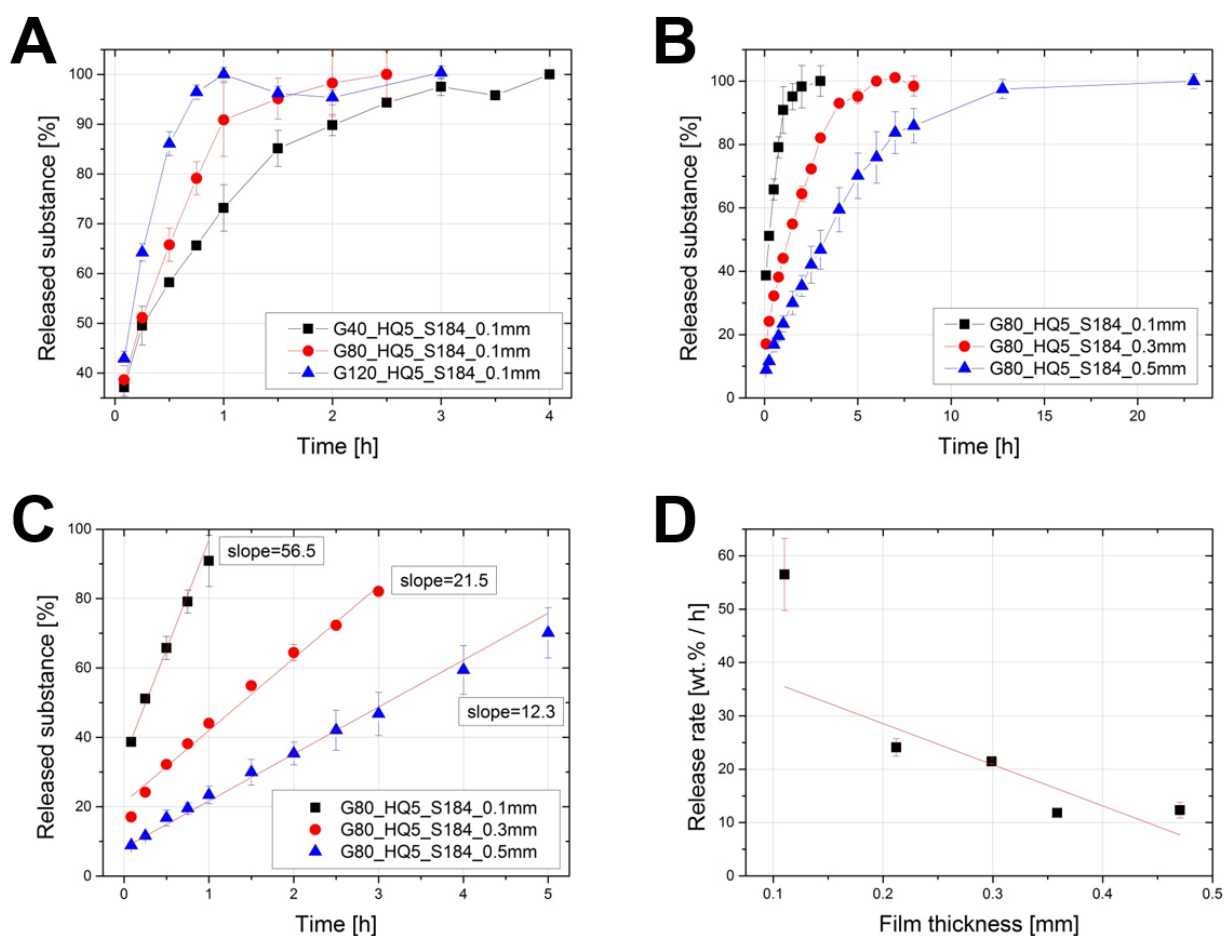 A
Released substance [%]
100
90
80
70
60
50
40
G40_HQ5_S184_0.1mm
G80_HQ5_S184_0.1mm
G120_HQ5_S184_0.1mm
0 1 2 3 4
Time [h]
B
Released substance [%]
100
80
60
40
20
0
G80_HQ5_S184_0.1mm
G80_HQ5_S184_0.3mm
G80_HQ5_S184_0.5mm
0 5 10 15 20
Time [h]
C
Released substance [%]
100
80
60
40
20
0
slope=56.5
slope=21.5
slope=12.3
G80_HQ5_S184_0.1mm
G80_HQ5_S184_0.3mm
G80_HQ5_S184_0.5mm
0 1 2 3 4 5
Time [h]
D
Release rate [wt.% / h]
60
50
40
30
20
10
0
0.1 0.2 0.3 0.4 0.5
Film thickness [mm]